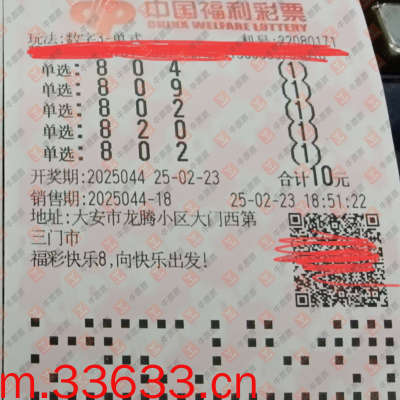 中国福利彩票
CHINA WELFARE LOTTERY
玩法:数字3-单式 机号:22080171
单选: 8 0 4 (1)
单选: 8 0 9 (1)
单选: 8 0 2 (1)
单选: 8 2 0 (1)
单选: 8 0 2 (1)
开奖期:2025044 25-02-23 合计10元
销售期:2025044-18 25-02-23 18:51:22
地址:大安市龙腾小区大门西第
三门市
福彩快乐8,向快乐出发!
m.33633.cn